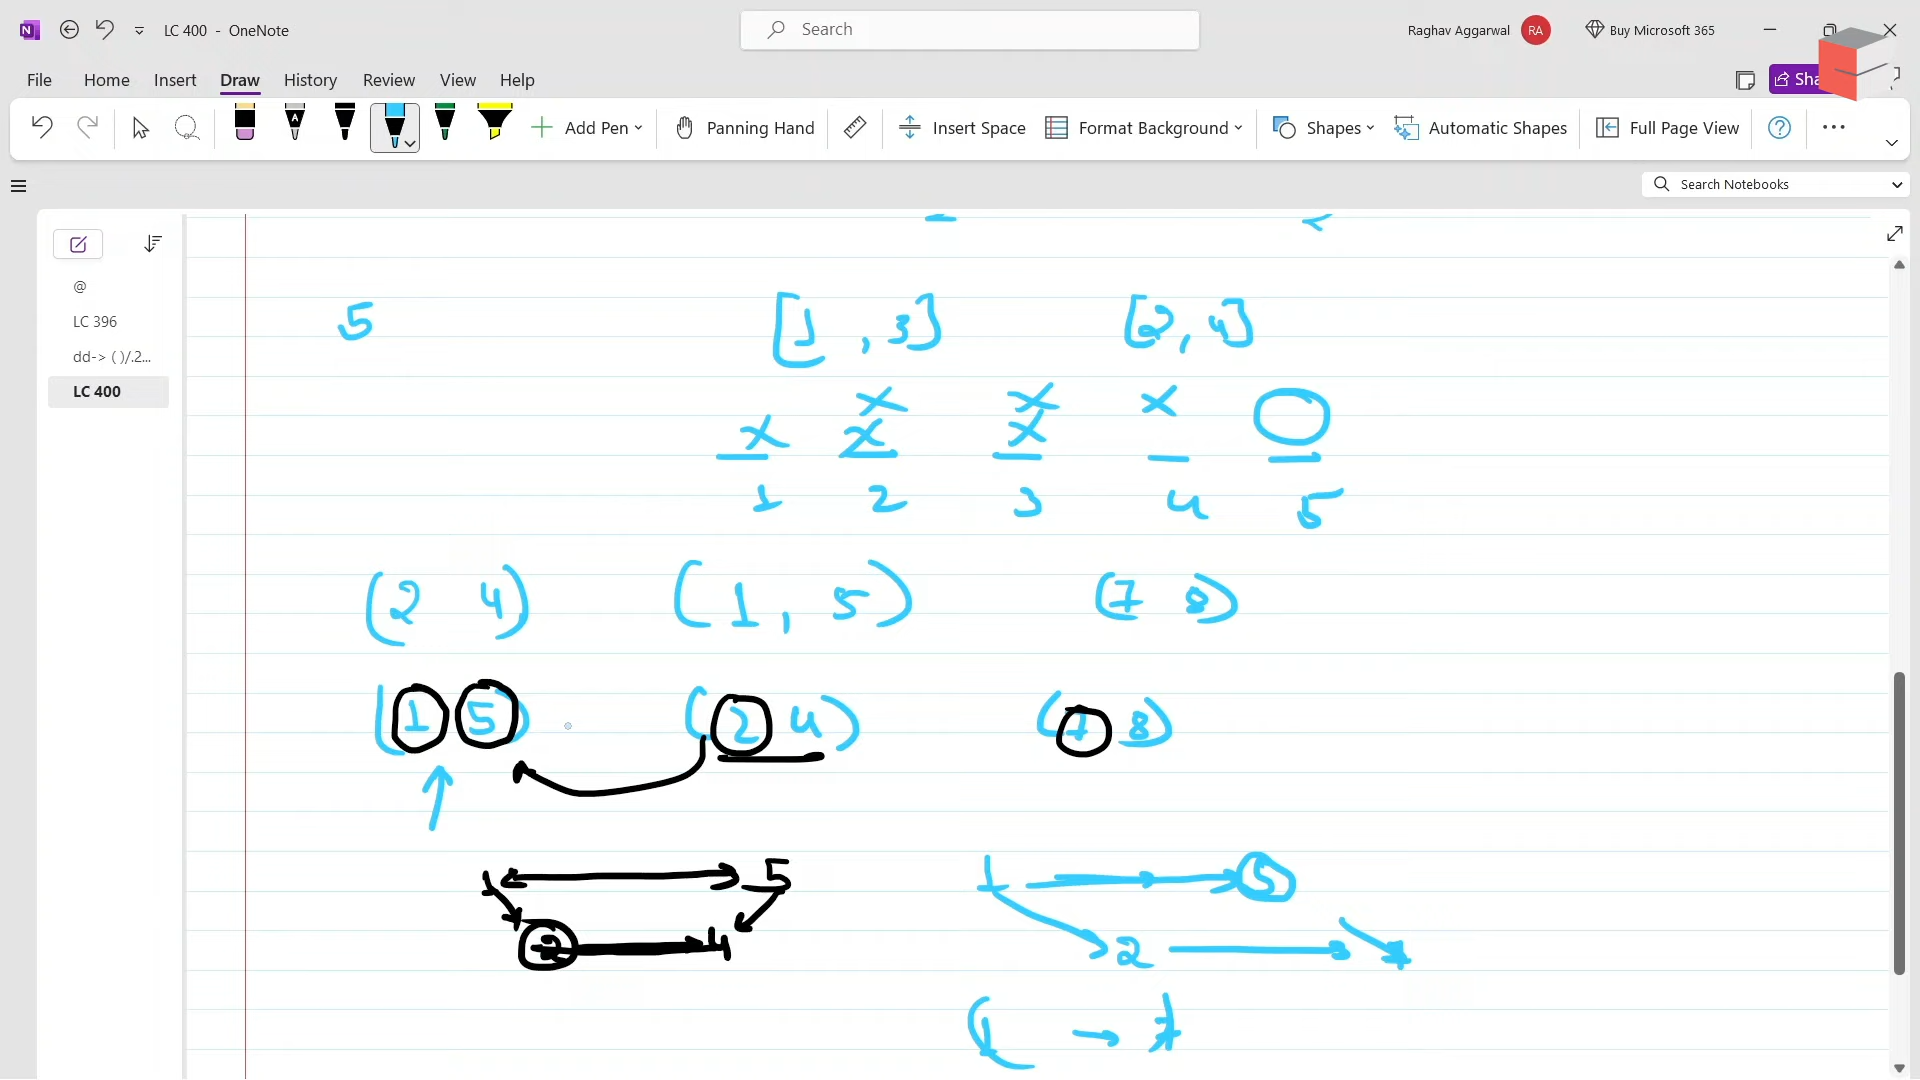 LC 400 - OneNote
Search
Raghav Aggarwal
RA
Buy Microsoft 365
File Home Insert Draw History Review View Help
Sha
Add Pen
Panning Hand
Insert Space
Format Background
Shapes
Automatic Shapes
Full Page View
Search Notebooks
@
LC 396
dd-> ( )/.2...
LC 400
5 [1 , 3] [2, 4]
x x x x
x x
1 2 3 4 5
(2 4) (1, 5) (7 8)
(1 5) (2 4) (7 8)
1 5 1 5
2 4 2